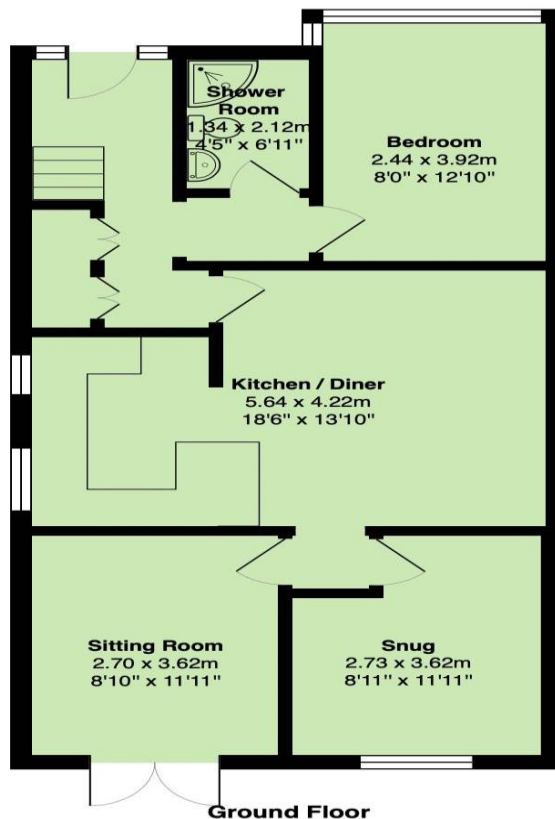 Shower
Room
1.34 x 2.12m
4'5" x 6'11"
Bedroom
2.44 x 3.92m
8'0" x 12'10"
Kitchen / Diner
5.64 x 4.22m
18'6" x 13'10"
Sitting Room
2.70 x 3.62m
8'10" x 11'11"
Snug
2.73 x 3.62m
8'11" x 11'11"
Ground Floor